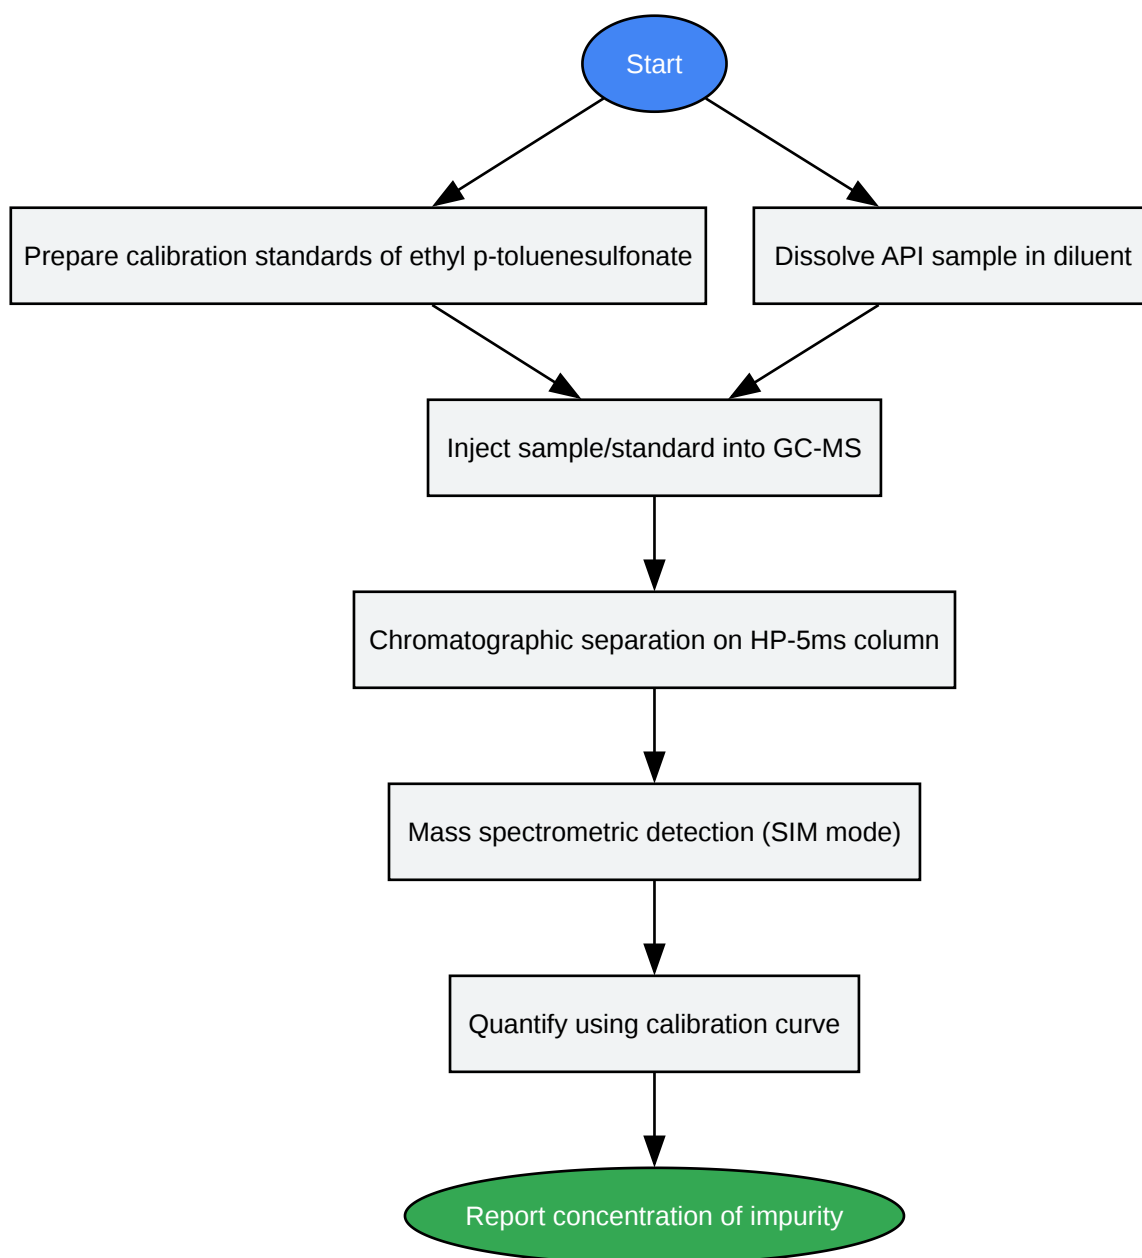 Start
Prepare calibration standards of ethyl p-toluenesulfonate
Dissolve API sample in diluent
Inject sample/standard into GC-MS
Chromatographic separation on HP-5ms column
Mass spectrometric detection (SIM mode)
Quantify using calibration curve
Report concentration of impurity